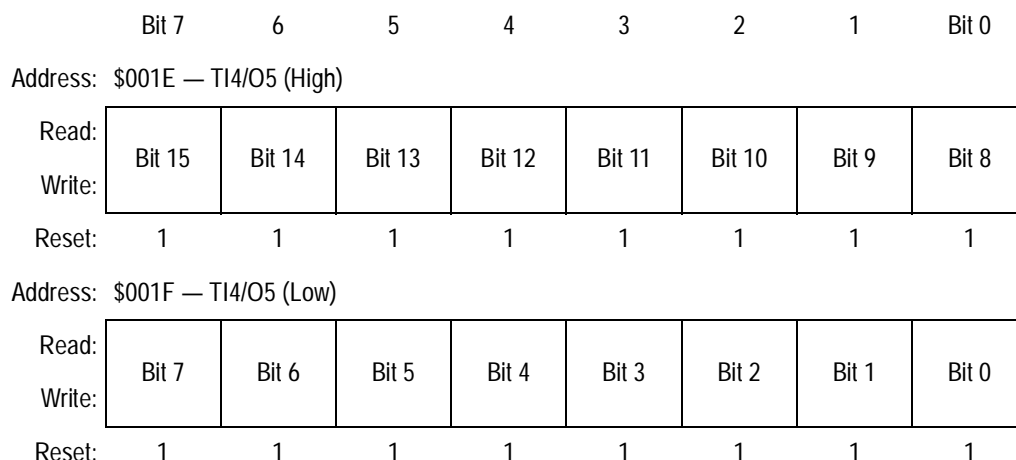 Bit 7 6 5 4 3 2 1 Bit 0
Address: $001E — TI4/O5 (High)
Read:
Bit 15 Bit 14 Bit 13 Bit 12 Bit 11 Bit 10 Bit 9 Bit 8
Write:
Reset: 1 1 1 1 1 1 1 1
Address: $001F — TI4/O5 (Low)
Read:
Bit 7 Bit 6 Bit 5 Bit 4 Bit 3 Bit 2 Bit 1 Bit 0
Write:
Reset: 1 1 1 1 1 1 1 1